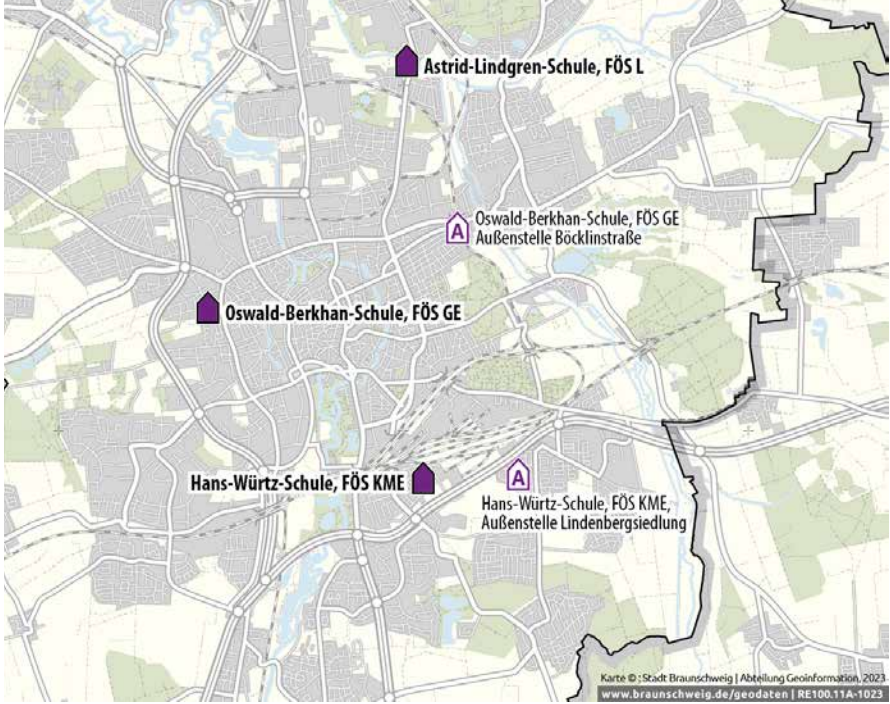 Astrid-Lindgren-Schule, FÖS L
A
Oswald-Berkhan-Schule, FÖS GE
Außenstelle Böcklinstraße
Oswald-Berkhan-Schule, FÖS GE
Hans-Würtz-Schule, FÖS KME
A
Hans-Würtz-Schule, FÖS KME,
Außenstelle Lindenbergsiedlung
Karte © : Stadt Braunschweig | Abteilung Geoinformation, 2023
www.braunschweig.de/geodaten | RE100.11A-1023